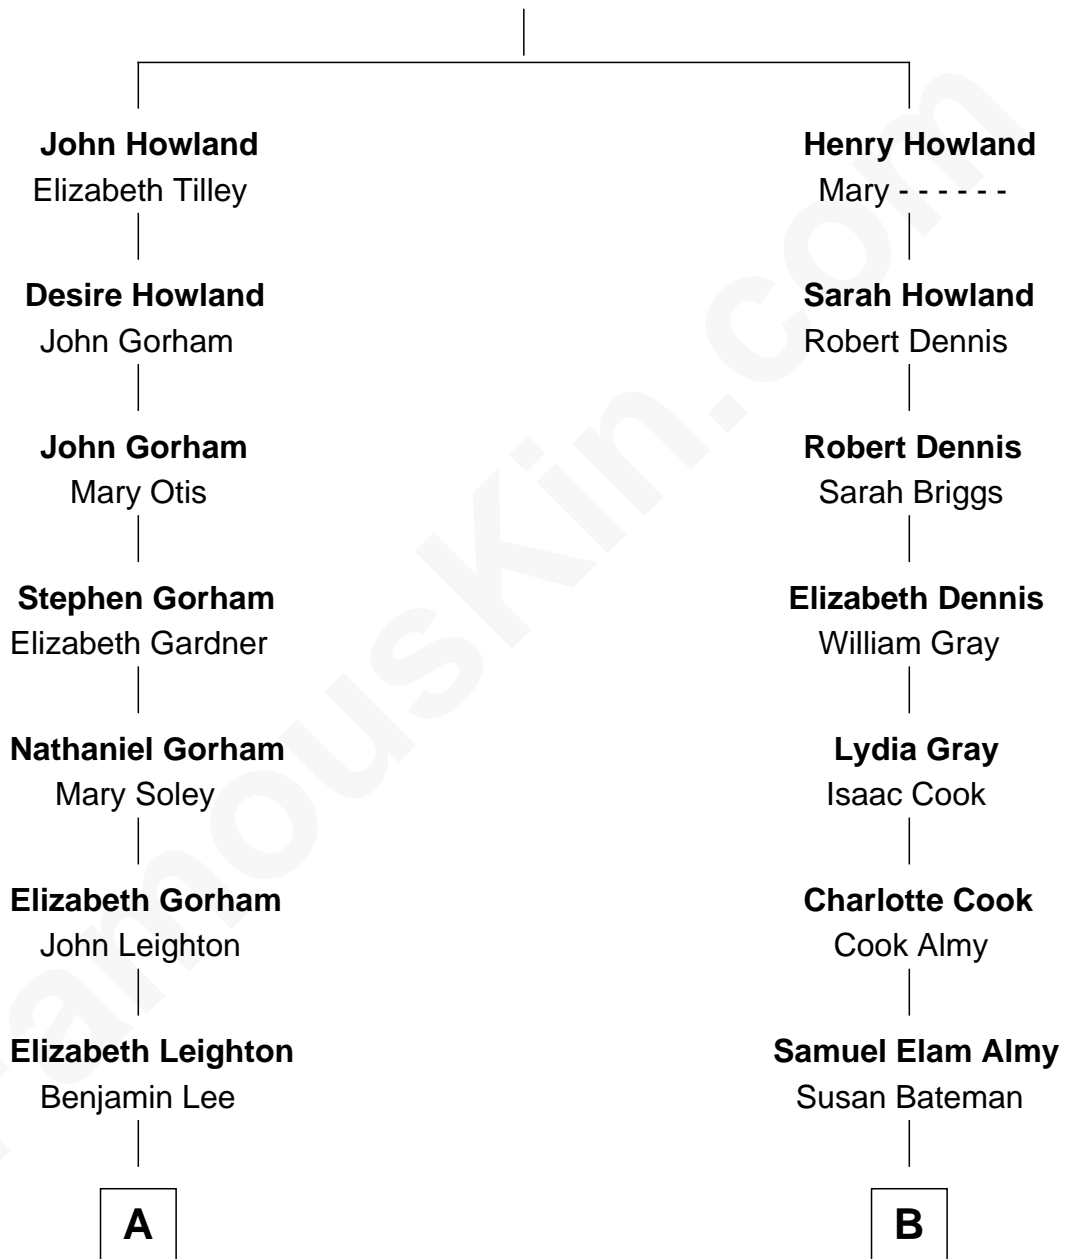 John Howland
Elizabeth Tilley
Desire Howland
John Gorham
John Gorham
Mary Otis
Stephen Gorham
Elizabeth Gardner
Nathaniel Gorham
Mary Soley
Elizabeth Gorham
John Leighton
Elizabeth Leighton
Benjamin Lee
A
Henry Howland
Mary - - - - - -
Sarah Howland
Robert Dennis
Robert Dennis
Sarah Briggs
Elizabeth Dennis
William Gray
Lydia Gray
Isaac Cook
Charlotte Cook
Cook Almy
Samuel Elam Almy
Susan Bateman
B
FamousKin.com